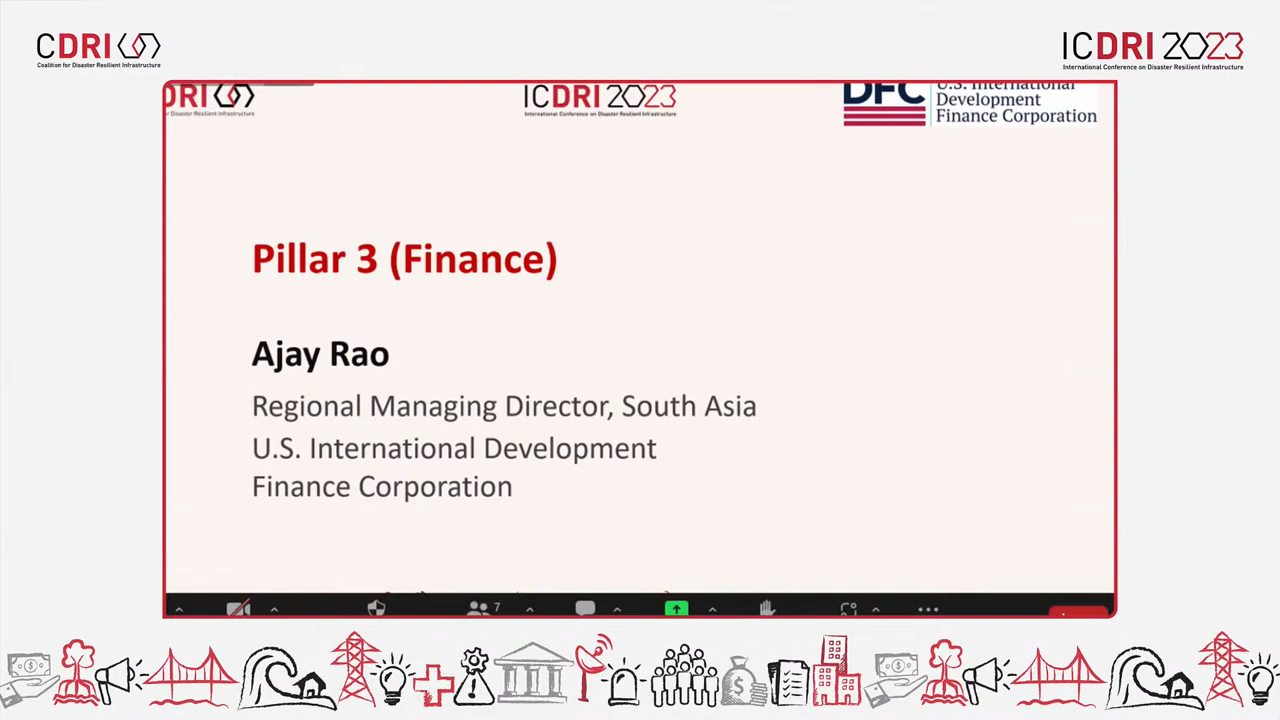 CDRI
Coalition for Disaster Resilient Infrastructure
ICDRI 2023
International Conference on Disaster Resilient Infrastructure
DRI
r Disaster Resilient Infrastructure
ICDRI 2023
International Conference on Disaster Resilient Infrastructure
DFC
U.S. International
Development
Finance Corporation
Pillar 3 (Finance)
Ajay Rao
Regional Managing Director, South Asia
U.S. International Development
Finance Corporation
7